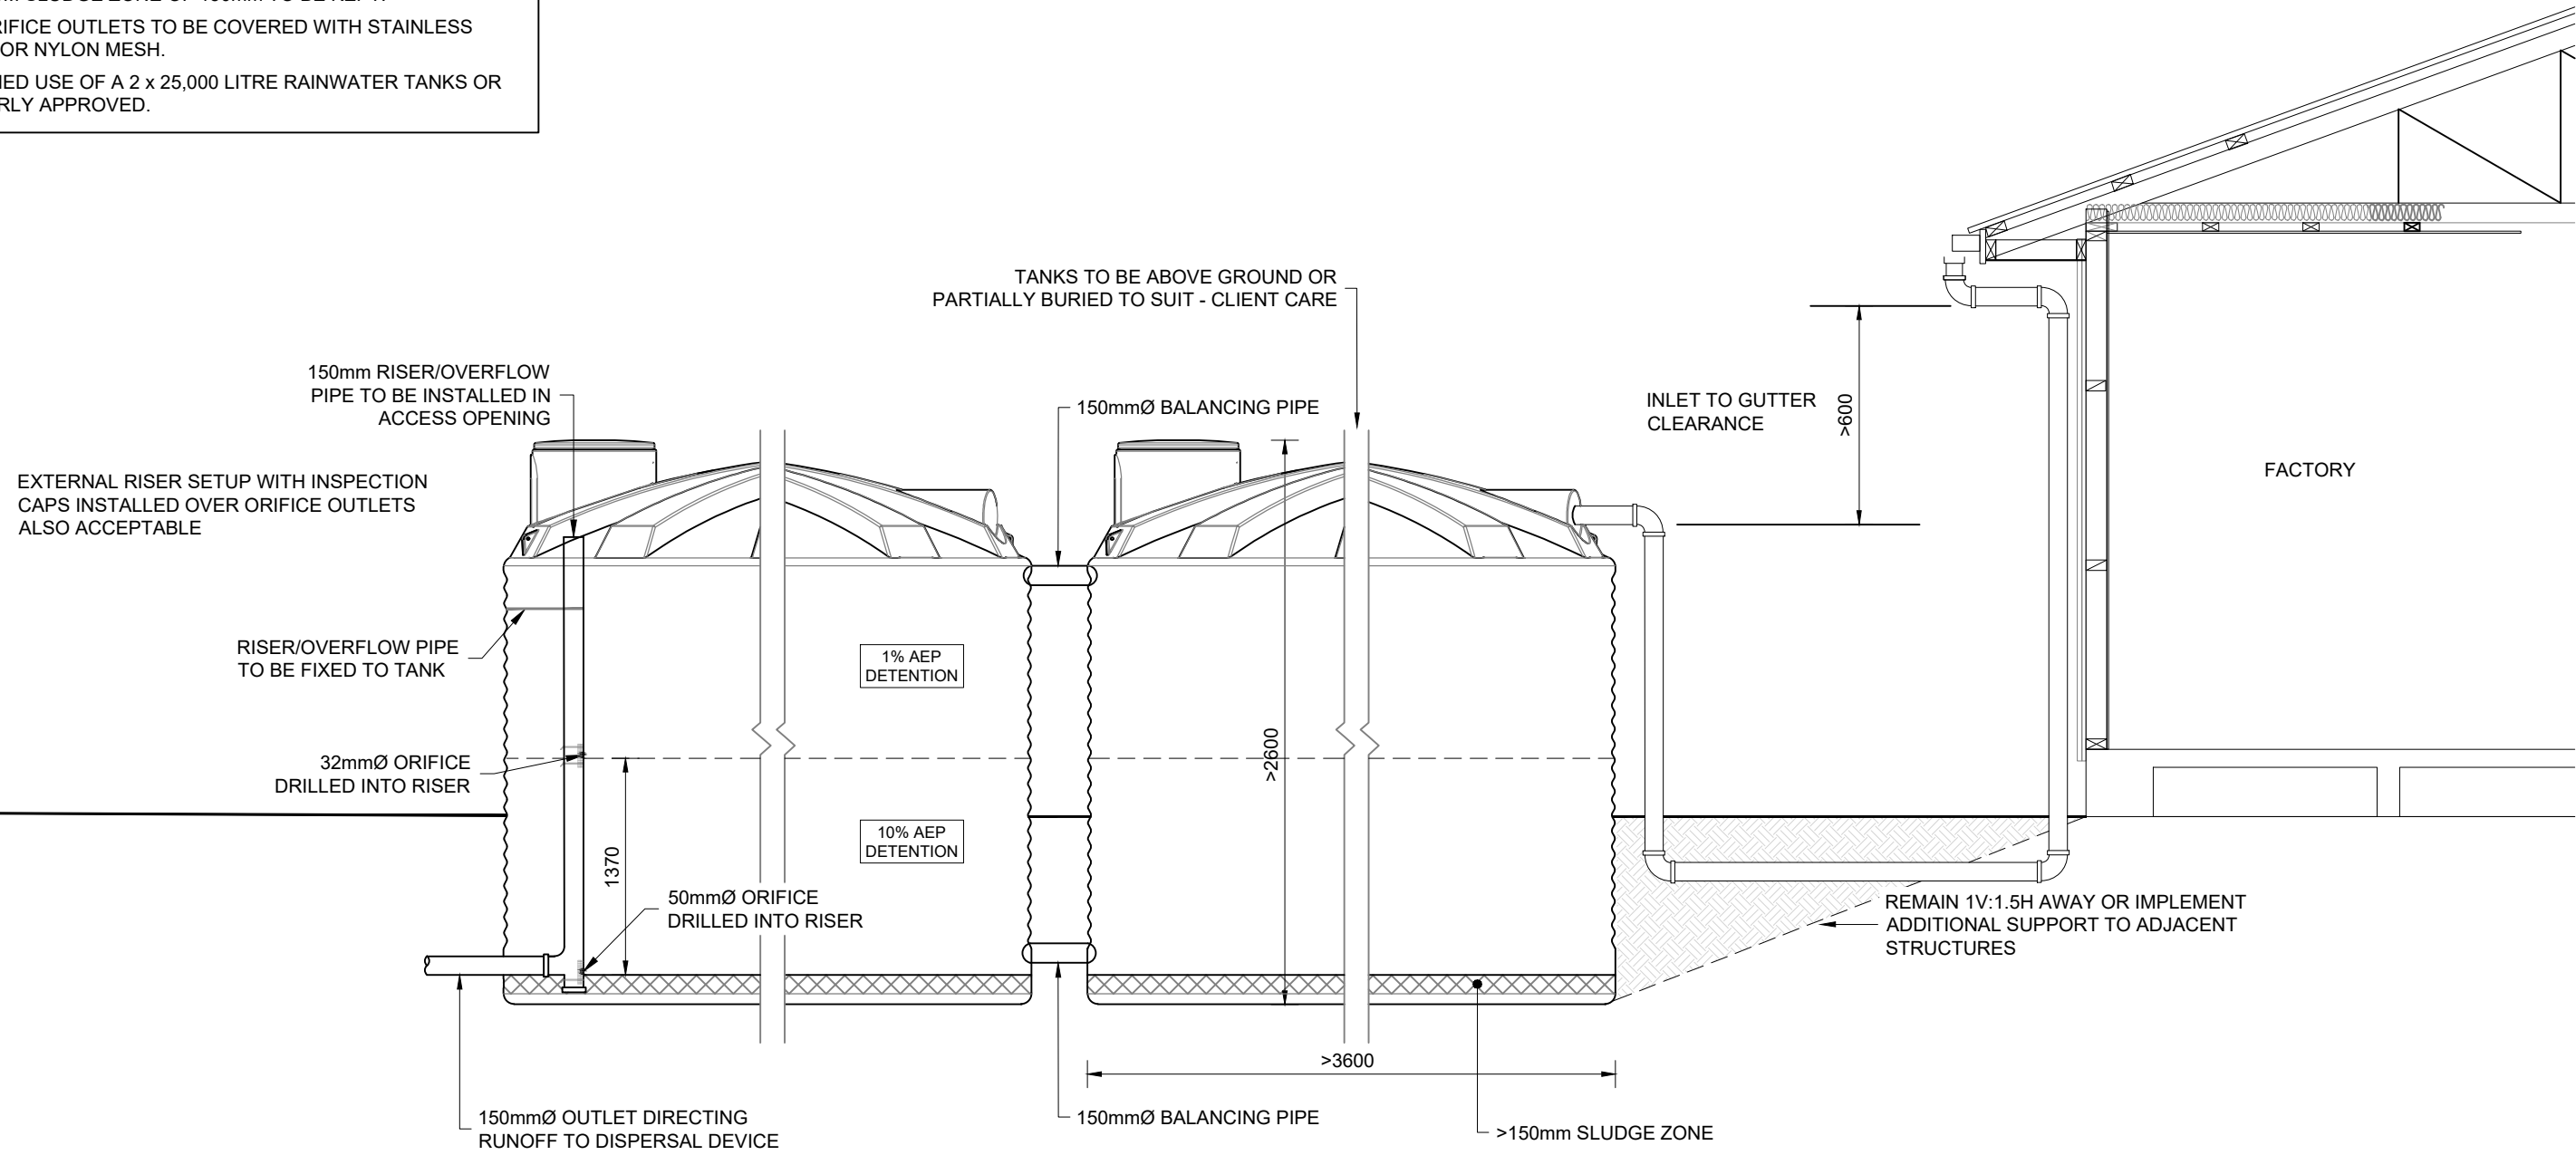 ORIFICE OUTLETS TO BE COVERED WITH STAINLESS
OR NYLON MESH.
USE OF A 2 x 25,000 LITRE RAINWATER TANKS OR
APPROVED.
TANKS TO BE ABOVE GROUND OR
PARTIALLY BURIED TO SUIT - CLIENT CARE
150mm RISER/OVERFLOW
PIPE TO BE INSTALLED IN
ACCESS OPENING
150mmØ BALANCING PIPE
INLET TO GUTTER
CLEARANCE
>600
FACTORY
EXTERNAL RISER SETUP WITH INSPECTION
CAPS INSTALLED OVER ORIFICE OUTLETS
ALSO ACCEPTABLE
RISER/OVERFLOW PIPE
TO BE FIXED TO TANK
1% AEP
DETENTION
32mmØ ORIFICE
DRILLED INTO RISER
>2600
10% AEP
DETENTION
1370
50mmØ ORIFICE
DRILLED INTO RISER
REMAIN 1V:1.5H AWAY OR IMPLEMENT
ADDITIONAL SUPPORT TO ADJACENT
STRUCTURES
>3600
150mmØ OUTLET DIRECTING
RUNOFF TO DISPERSAL DEVICE
150mmØ BALANCING PIPE
>150mm SLUDGE ZONE